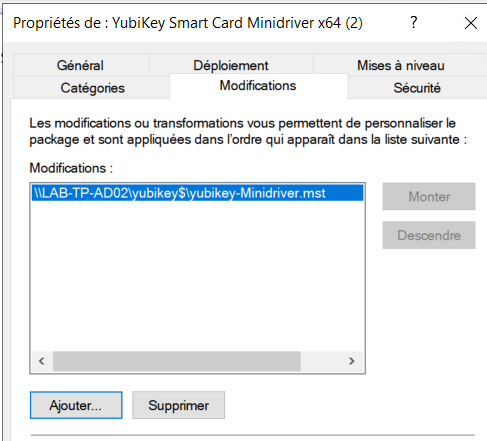 Propriétés de : YubiKey Smart Card Minidriver x64 (2)
Général
Déploiement
Mises à niveau
Catégories
Modifications
Sécurité
Les modifications ou transformations vous permettent de personnaliser le
package et sont appliquées dans l'ordre qui apparaît dans la liste suivante :
Modifications :
\\LAB-TP-AD02\yubikey$\yubikey-Minidriver.mst
Monter
Descendre
Ajouter...
Supprimer